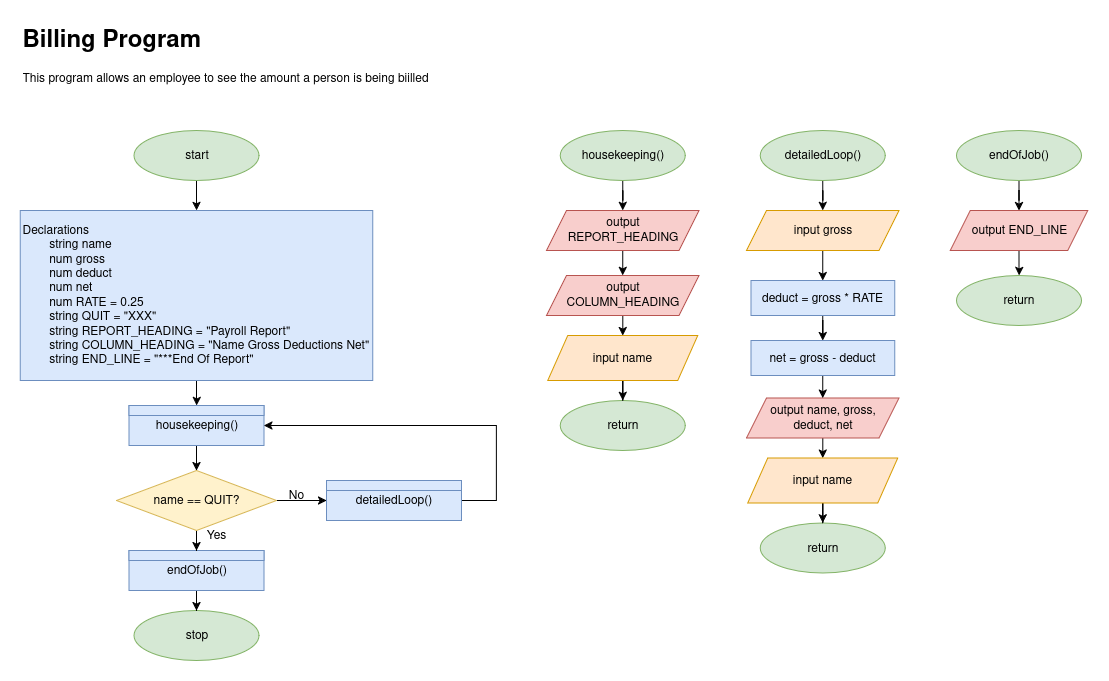 Billing Program
This program allows an employee to see the amount a person is being biilled
start
Declarations
string name
num gross
num deduct
num net
num RATE = 0.25
string QUIT = "XXX"
string REPORT_HEADING = "Payroll Report"
string COLUMN_HEADING = "Name Gross Deductions Net"
string END_LINE = "***End Of Report"
housekeeping()
name == QUIT?
No
detailedLoop()
Yes
endOfJob()
stop
housekeeping()
output
REPORT_HEADING
output
COLUMN_HEADING
input name
return
detailedLoop()
input gross
deduct = gross * RATE
net = gross - deduct
output name, gross,
deduct, net
input name
return
endOfJob()
output END_LINE
return